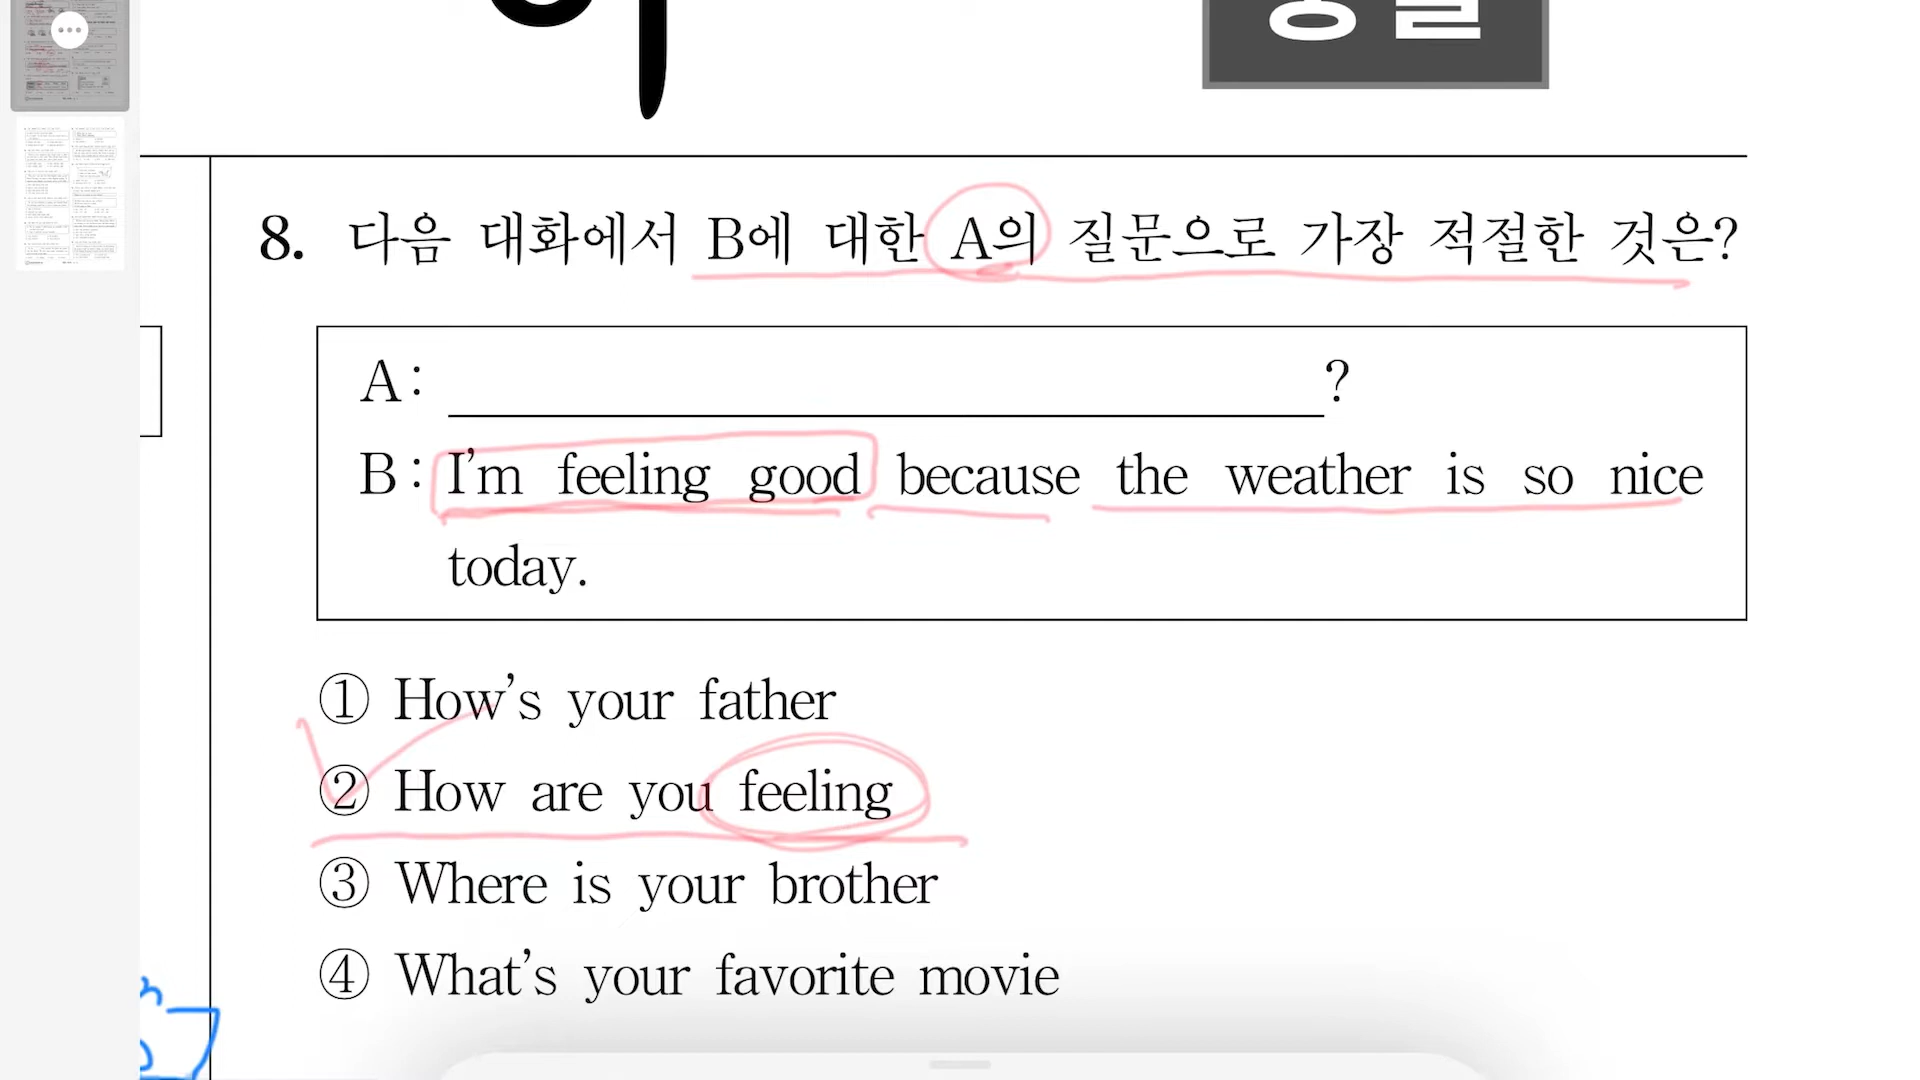 8. 다음 대화에서 B에 대한 A의 질문으로 가장 적절한 것은?
A: ?
B: I'm feeling good because the weather is so nice
today.
① How's your father
② How are you feeling
③ Where is your brother
④ What's your favorite movie